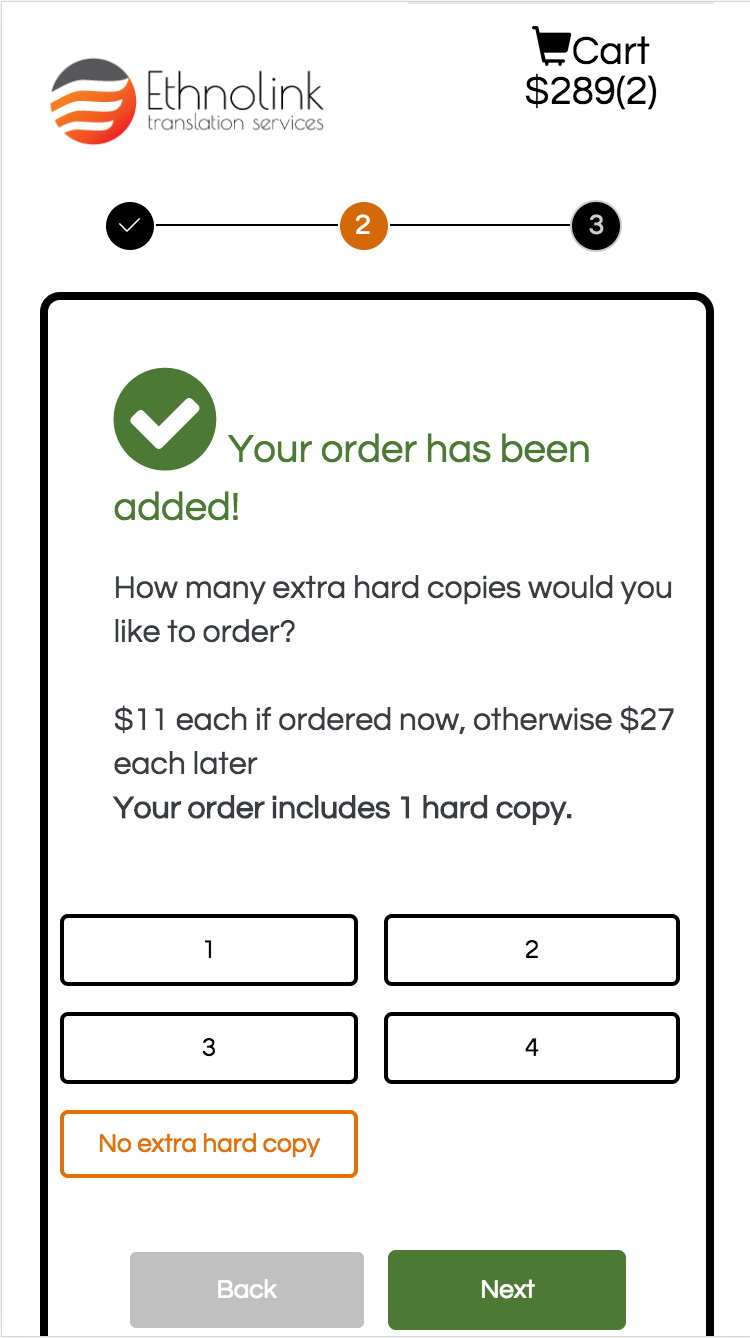 Ethnolink
translation services
Cart
$289(2)
2
3
Your order has been
added!
How many extra hard copies would you
like to order?
$11 each if ordered now, otherwise $27
each later
Your order includes 1 hard copy.
1
2
3
4
No extra hard copy
Back
Next